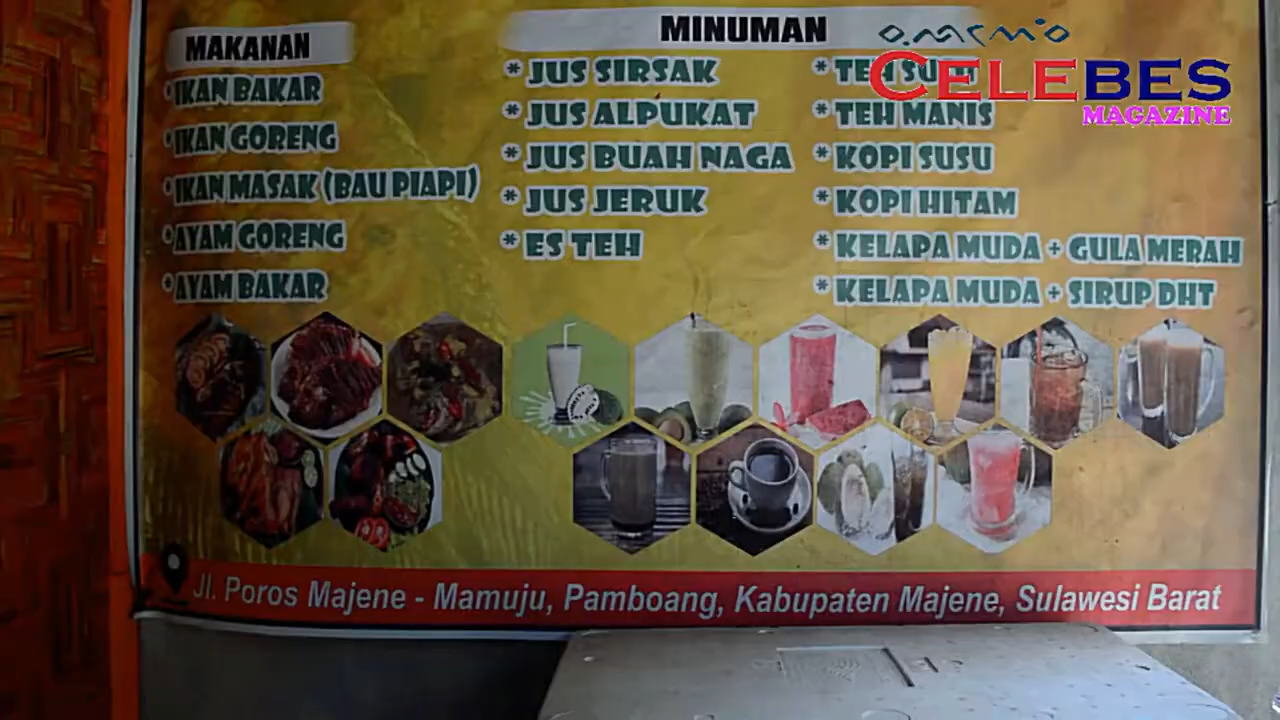 MAKANAN
* IKAN BAKAR
* IKAN GORENG
* IKAN MASAK (BAU PIAPI)
* AYAM GORENG
* AYAM BAKAR
MINUMAN
* JUS SIRSAK
* JUS ALPUKAT
* JUS BUAH NAGA
* JUS JERUK
* ES TEH
* TEH SUSU
* TEH MANIS
* KOPI SUSU
* KOPI HITAM
* KELAPA MUDA + GULA MERAH
* KELAPA MUDA + SIRUP DHT
CELEBES
MAGAZINE
Jl. Poros Majene - Mamuju, Pamboang, Kabupaten Majene, Sulawesi Barat